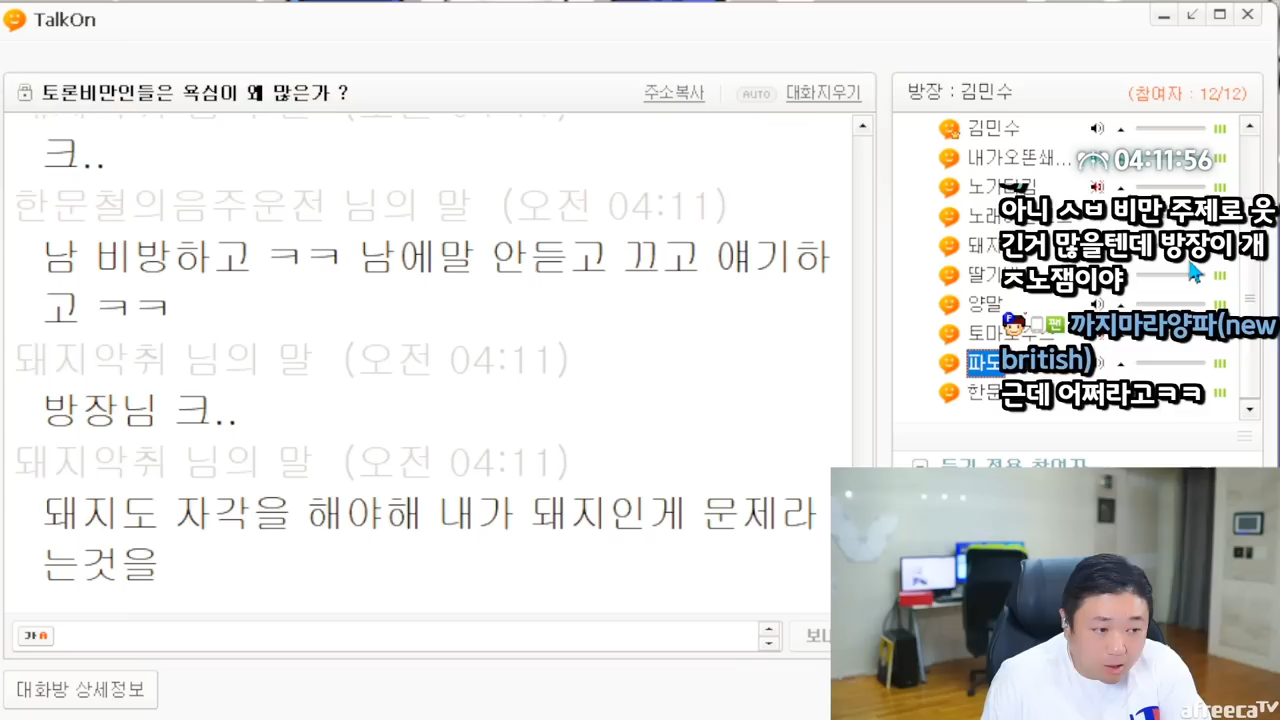 TalkOn
토론비만인들은 욕심이 왜 많은가 ?
주소복사
AUTO
대화지우기
크..
한문철의음주운전 님의 말 (오전 04:11)
남 비방하고 ㅋㅋ 남에말 안듣고 끄고 얘기하
고 ㅋㅋ
돼지악취 님의 말 (오전 04:11)
방장님 크..
돼지악취 님의 말 (오전 04:11)
돼지도 자각을 해야해 내가 돼지인게 문제라
는것을
가
대화방 상세정보
방장 : 김민수
(참여자 : 12/12)
김민수
내가오똔쇄...
04:11:56
아니 ㅅㅂ 비만 주제로 웃
긴거 많을텐데 방장이 개
ㅈ노잼이야
양말
까지마라양파(new
british)
근데 어쩌라고ㅋㅋ
afreecaTV